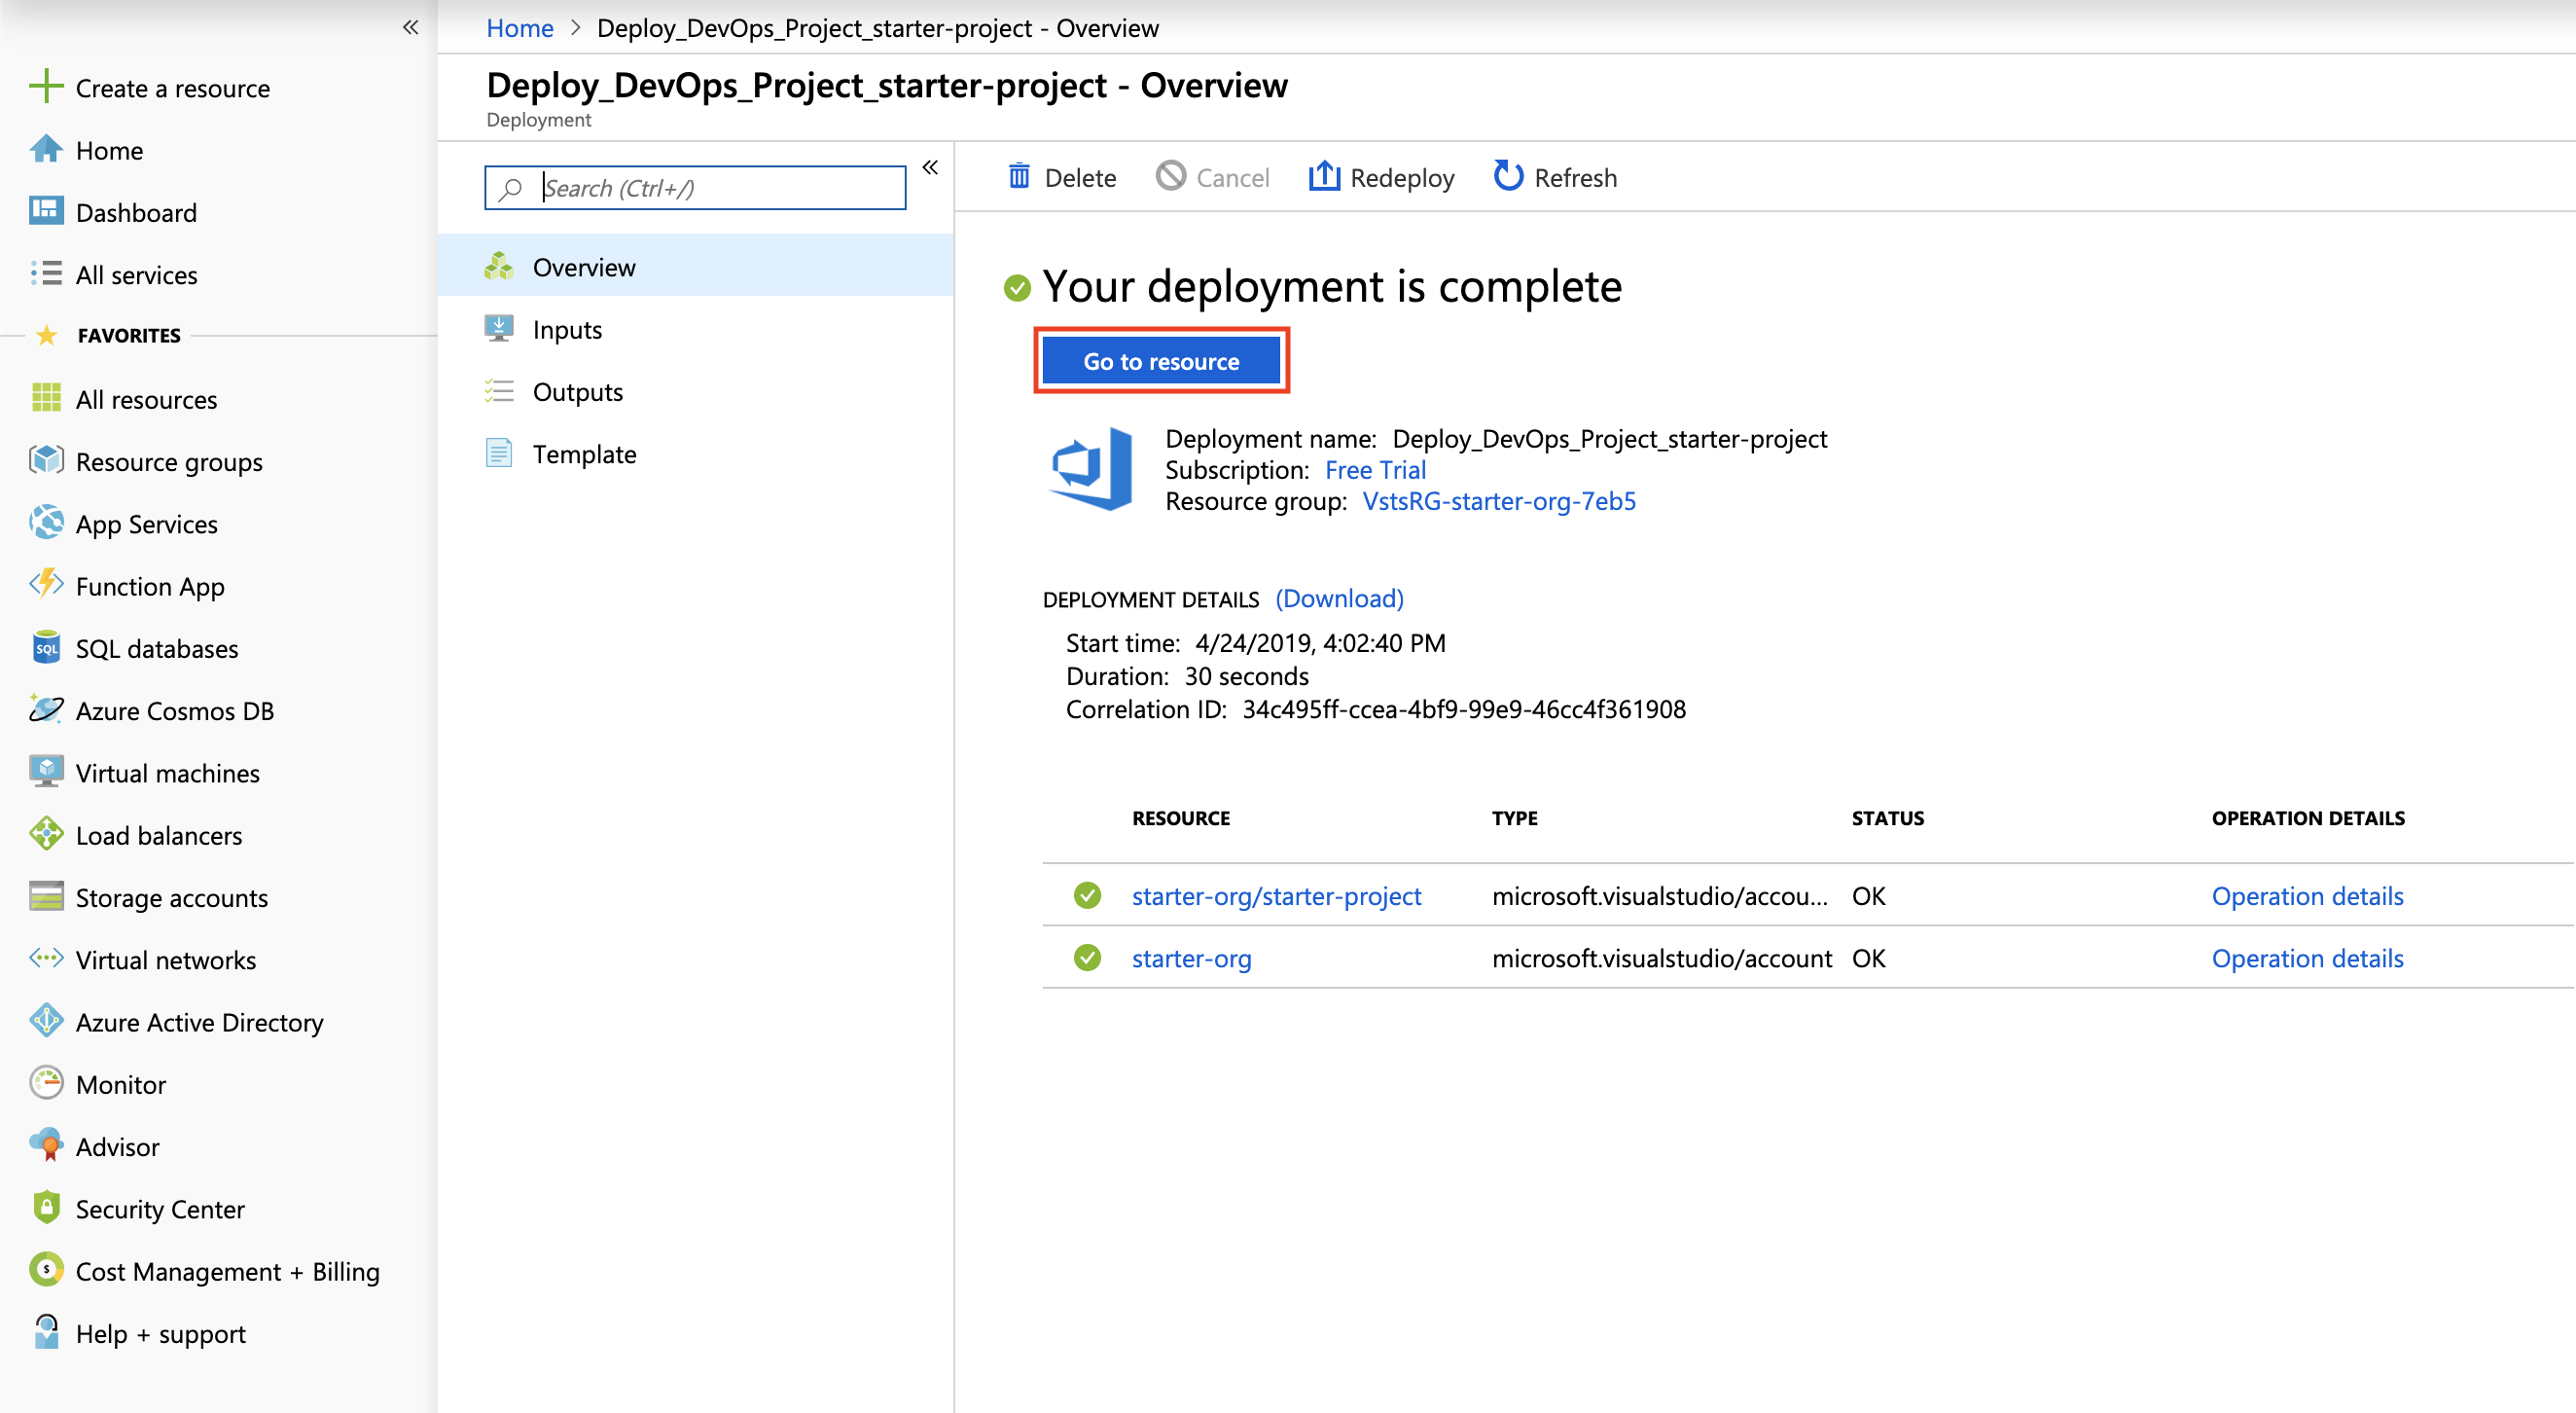 Home > Deploy_DevOps_Project_starter-project - Overview
Deploy_DevOps_Project_starter-project - Overview
Deployment
Create a resource
Home
Dashboard
All services
FAVORITES
All resources
Resource groups
App Services
Function App
SQL databases
Azure Cosmos DB
Virtual machines
Load balancers
Storage accounts
Virtual networks
Azure Active Directory
Monitor
Advisor
Security Center
Cost Management + Billing
Help + support
Search (Ctrl+/)
Overview
Inputs
Outputs
Template
Delete Cancel Redeploy Refresh
Your deployment is complete
Go to resource
Deployment name: Deploy_DevOps_Project_starter-project
Subscription: Free Trial
Resource group: VstsRG-starter-org-7eb5
DEPLOYMENT DETAILS (Download)
Start time: 4/24/2019, 4:02:40 PM
Duration: 30 seconds
Correlation ID: 34c495ff-ccea-4bf9-99e9-46cc4f361908
RESOURCE TYPE STATUS OPERATION DETAILS
starter-org/starter-project microsoft.visualstudio/accou... OK Operation details
starter-org microsoft.visualstudio/account OK Operation details